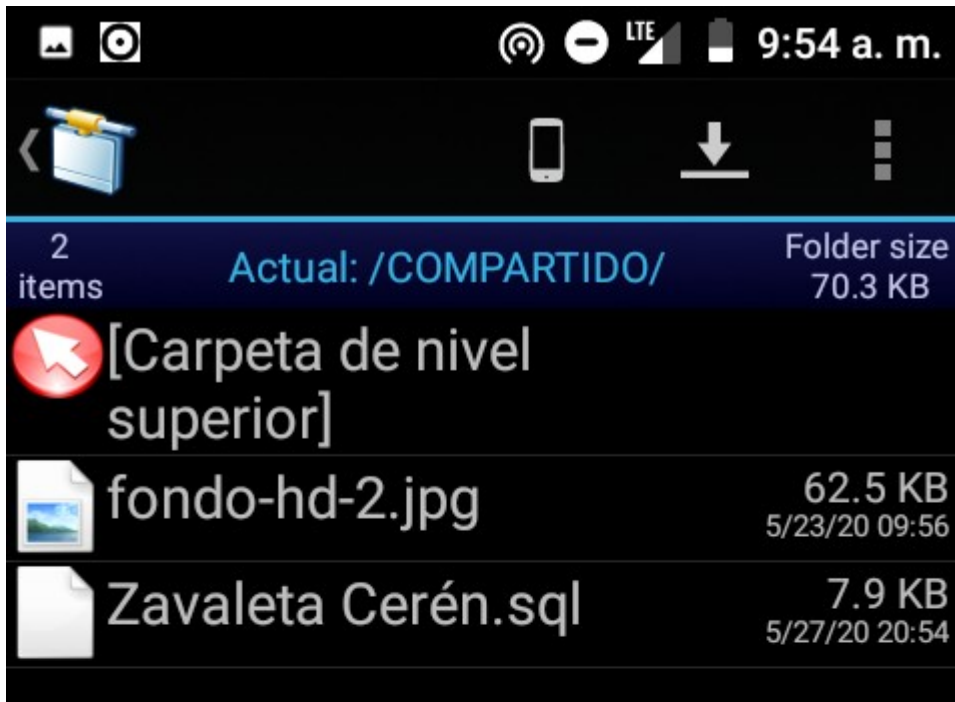 LTE 9:54 a. m.
2 items
Actual: /COMPARTIDO/
Folder size 70.3 KB
[Carpeta de nivel
superior]
fondo-hd-2.jpg
62.5 KB
5/23/20 09:56
Zavaleta Cerén.sql
7.9 KB
5/27/20 20:54